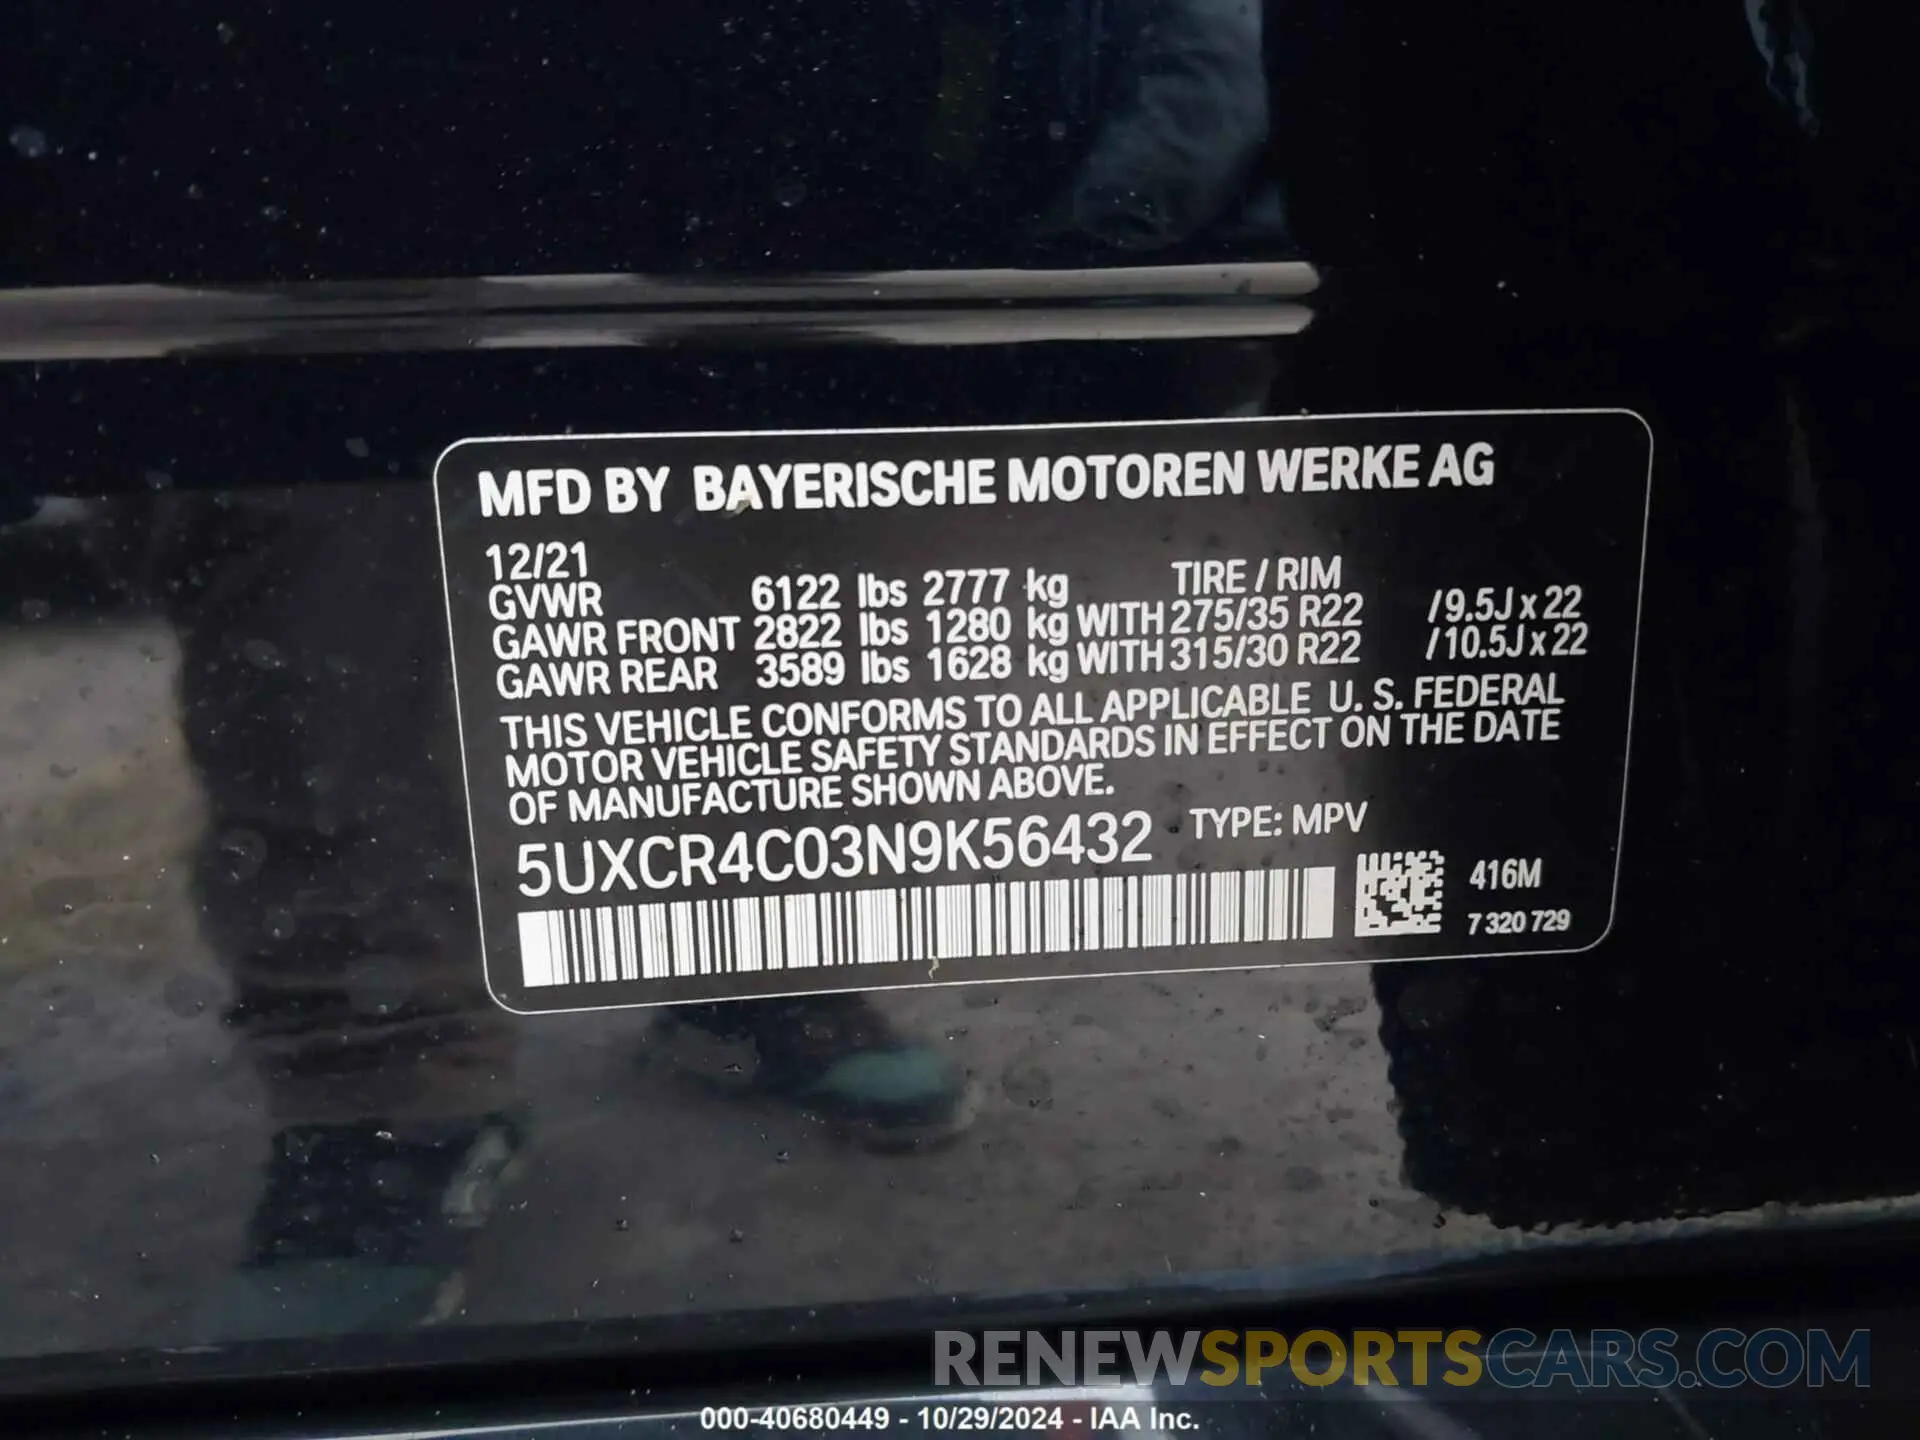 MFD BY BAYERISCHE MOTOREN WERKE AG
12/21
TIRE / RIM
GVWR 6122 lbs 2777 kg
GAWR FRONT 2822 lbs 1280 kg WITH 275/35 R22 /9.5J x 22
GAWR REAR 3589 lbs 1628 kg WITH 315/30 R22 /10.5J x 22
THIS VEHICLE CONFORMS TO ALL APPLICABLE U. S. FEDERAL
MOTOR VEHICLE SAFETY STANDARDS IN EFFECT ON THE DATE
OF MANUFACTURE SHOWN ABOVE.
5UXCR4C03N9K56432 TYPE: MPV
416M
7 320 729
RENEWSPORTSCARS.COM
000-40680449 - 10/29/2024 - IAA Inc.